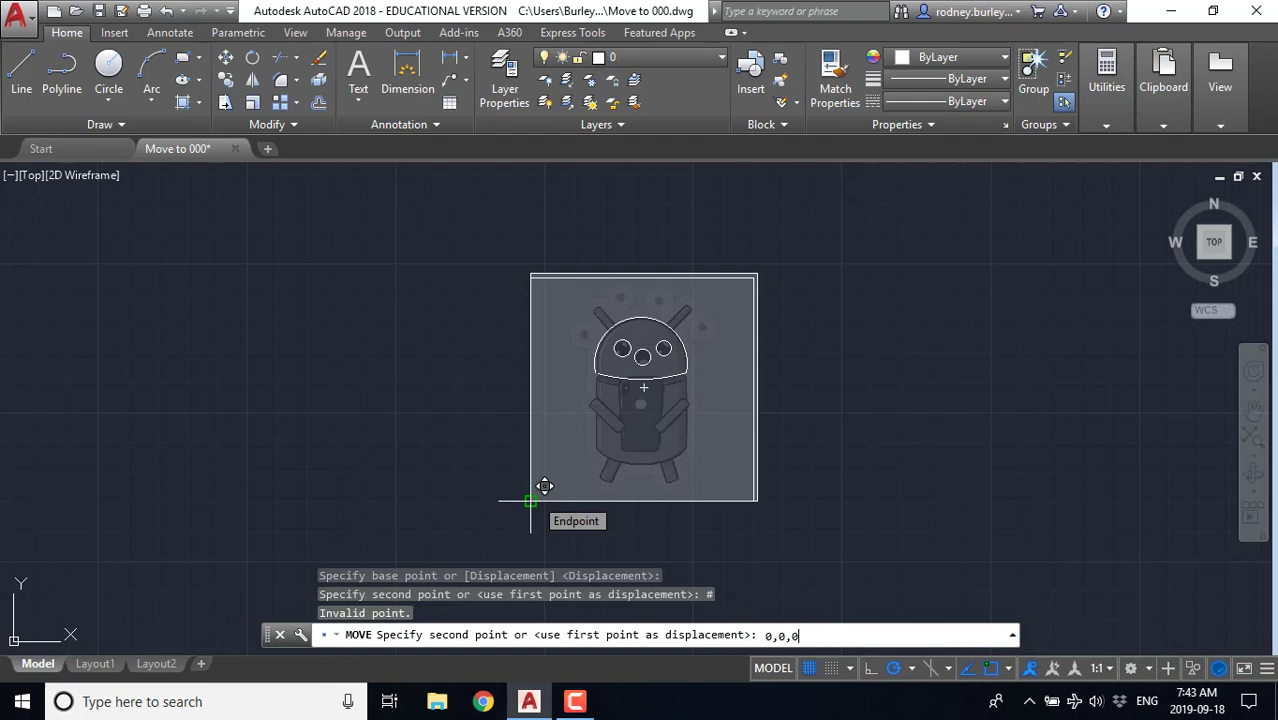 Autodesk AutoCAD 2018 - EDUCATIONAL VERSION C:\Users\Burley...\Move to 000.dwg
Type a keyword or phrase
rodney.burley...
Home Insert Annotate Parametric View Manage Output Add-ins A360 Express Tools Featured Apps
0
ByLayer
ByLayer
ByLayer
Line Polyline Circle Arc
Text Dimension
Layer Properties
Insert
Match Properties
Group
Utilities Clipboard View
Draw Modify Annotation Layers Block Properties Groups
Start Move to 000*
[−][Top][2D Wireframe]
N
W TOP E
S
WCS
Endpoint
Specify base point or [Displacement] <Displacement>:
Specify second point or <use first point as displacement>: #
Invalid point.
MOVE Specify second point or <use first point as displacement>: 0,0,0
Y
X
Model Layout1 Layout2
MODEL
1:1
Type here to search
ENG
7:43 AM
2019-09-18